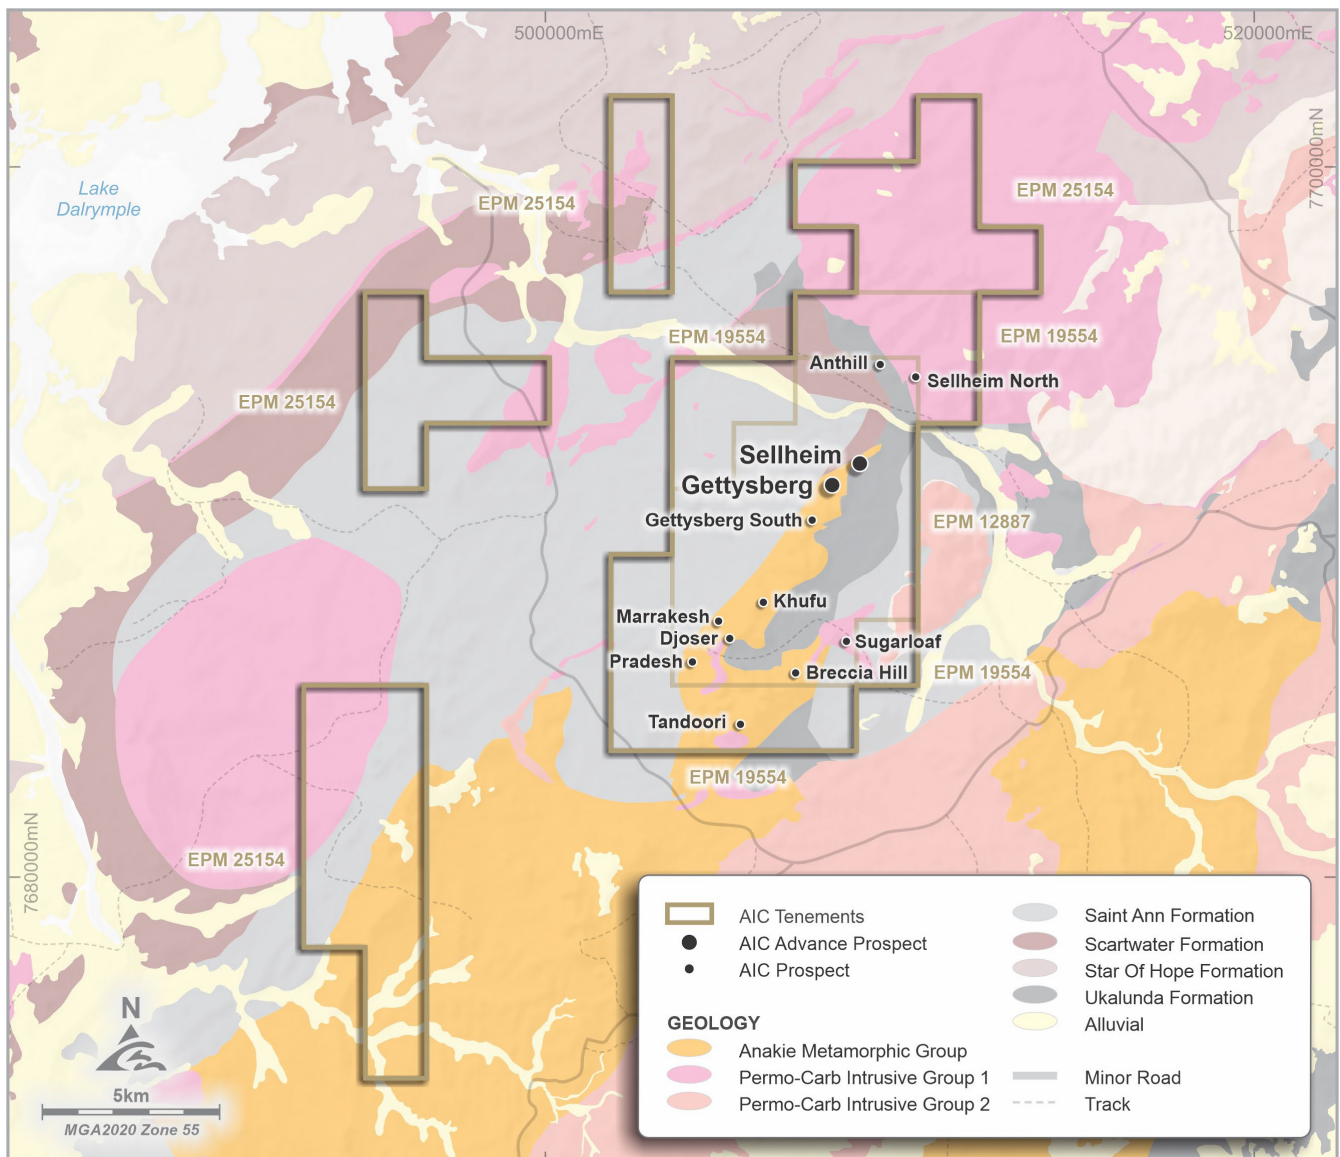 500000mE
520000mE
7700000mN
Lake
Dalrymple
EPM 25154
EPM 25154
EPM 19554
EPM 19554
Anthill
Sellheim North
EPM 25154
Sellheim
Gettysberg
Gettysberg South
EPM 12887
Khufu
Marrakesh
Djoser
Sugarloaf
Pradesh
Breccia Hill
EPM 19554
Tandoori
EPM 19554
7680000mN
EPM 25154
AIC Tenements
AIC Advance Prospect
AIC Prospect
GEOLOGY
Anakie Metamorphic Group
Permo-Carb Intrusive Group 1
Permo-Carb Intrusive Group 2
Saint Ann Formation
Scartwater Formation
Star Of Hope Formation
Ukalunda Formation
Alluvial
Minor Road
Track
N
5km
MGA2020 Zone 55